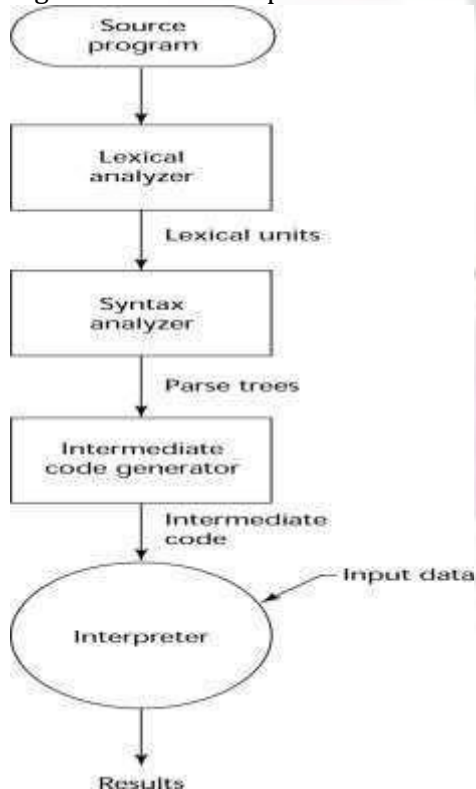 Source
program
Lexical
analyzer
Lexical units
Syntax
analyzer
Parse trees
Intermediate
code generator
Intermediate
code
Input data
Interpreter
Results